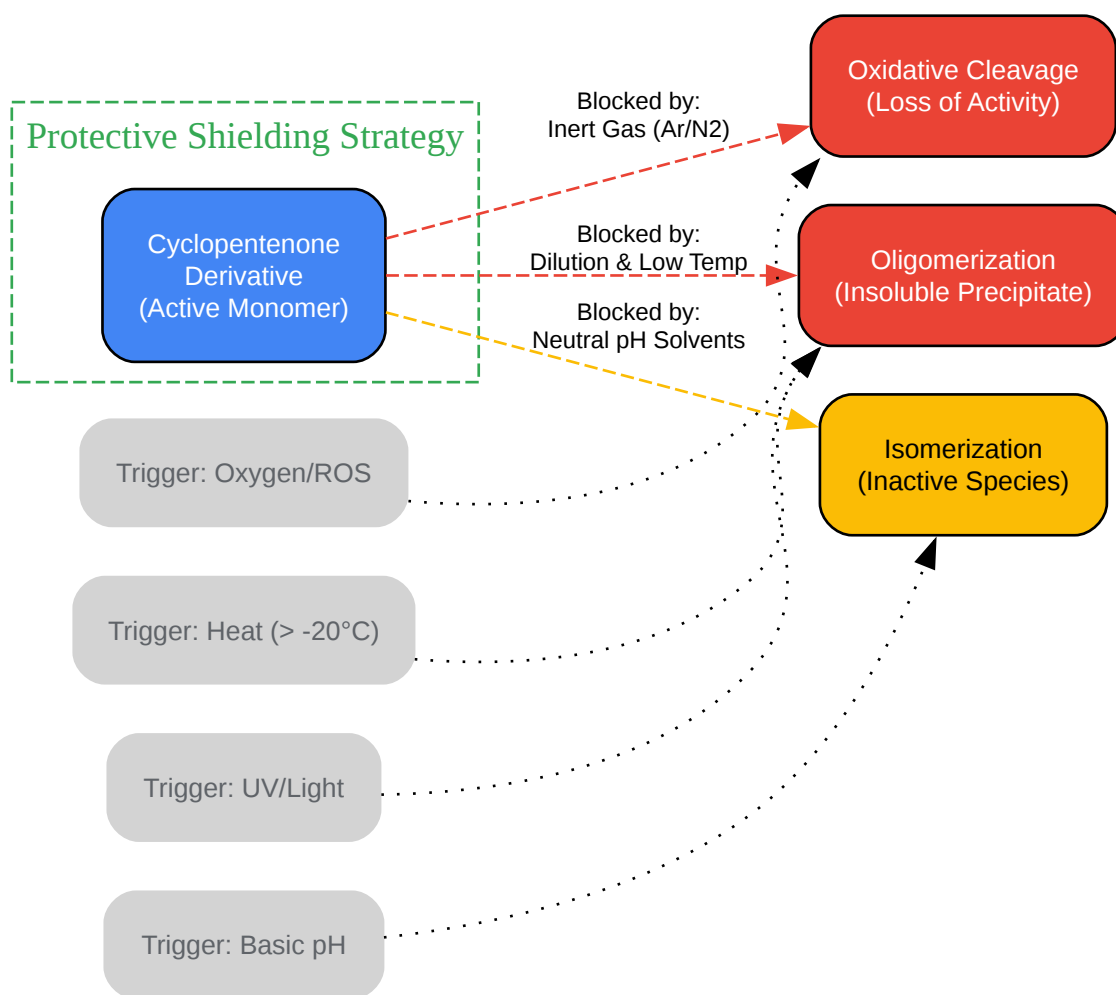 Protective Shielding Strategy
Cyclopentenone
Derivative
(Active Monomer)
Blocked by:
Inert Gas (Ar/N2)
Blocked by:
Dilution & Low Temp
Blocked by:
Neutral pH Solvents
Oxidative Cleavage
(Loss of Activity)
Oligomerization
(Insoluble Precipitate)
Isomerization
(Inactive Species)
Trigger: Oxygen/ROS
Trigger: Heat (> -20°C)
Trigger: UV/Light
Trigger: Basic pH